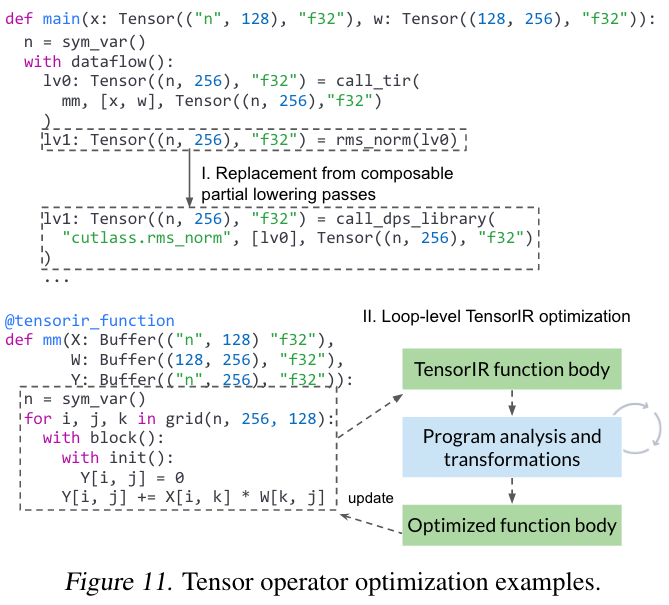 def main(x: Tensor(("n", 128), "f32"), w: Tensor((128, 256), "f32")):
n = sym_var()
with dataflow():
lv0: Tensor((n, 256), "f32") = call_tir(
mm, [x, w], Tensor((n, 256),"f32")
)
lv1: Tensor((n, 256), "f32") = rms_norm(lv0)
I. Replacement from composable
partial lowering passes
lv1: Tensor((n, 256), "f32") = call_dps_library(
"cutlass.rms_norm", [lv0], Tensor((n, 256), "f32")
)
...
@tensorir_function
def mm(X: Buffer(("n", 128) "f32"),
W: Buffer((128, 256), "f32"),
Y: Buffer(("n", 256), "f32")):
n = sym_var()
for i, j, k in grid(n, 256, 128):
with block():
with init():
Y[i, j] = 0
Y[i, j] += X[i, k] * W[k, j]
II. Loop-level TensorIR optimization
TensorIR function body
Program analysis and
transformations
update
Optimized function body
Figure 11. Tensor operator optimization examples.